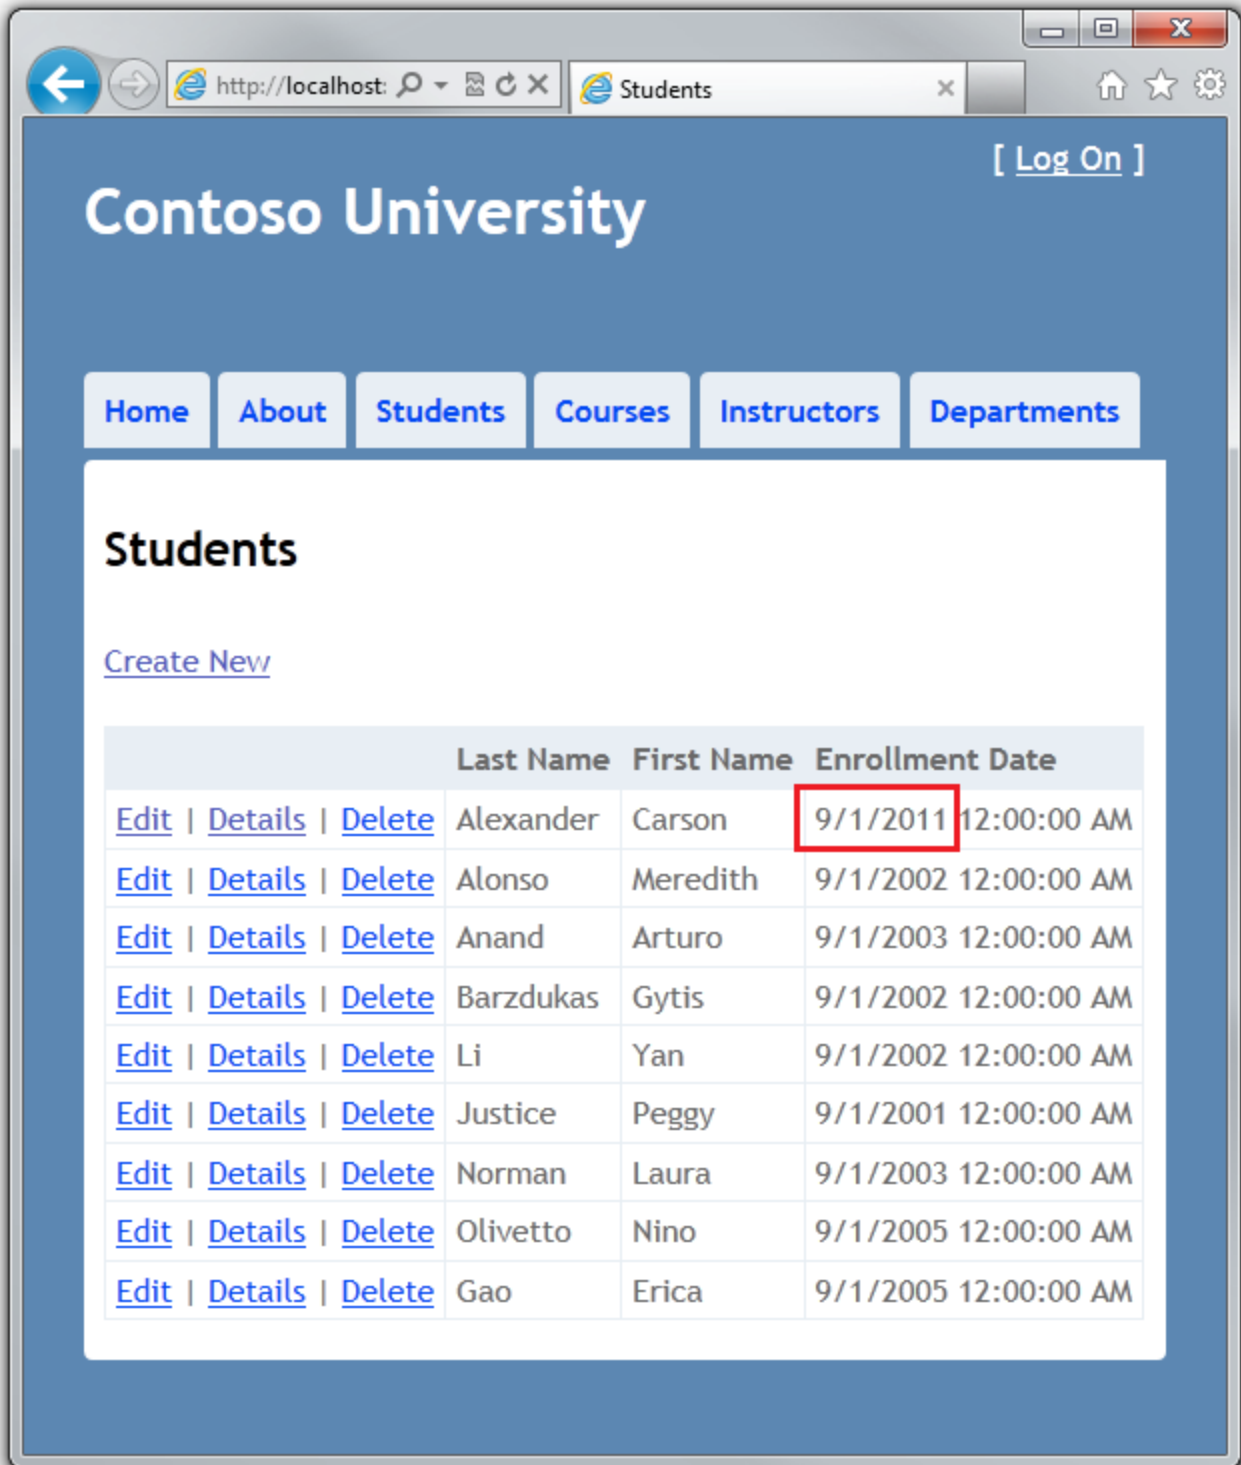 http://localhost:
Students
[ Log On ]
Contoso University
Home About Students Courses Instructors Departments
Students
Create New
Last Name First Name Enrollment Date
Edit | Details | Delete Alexander Carson 9/1/2011 12:00:00 AM
Edit | Details | Delete Alonso Meredith 9/1/2002 12:00:00 AM
Edit | Details | Delete Anand Arturo 9/1/2003 12:00:00 AM
Edit | Details | Delete Barzdukas Gytis 9/1/2002 12:00:00 AM
Edit | Details | Delete Li Yan 9/1/2002 12:00:00 AM
Edit | Details | Delete Justice Peggy 9/1/2001 12:00:00 AM
Edit | Details | Delete Norman Laura 9/1/2003 12:00:00 AM
Edit | Details | Delete Olivetto Nino 9/1/2005 12:00:00 AM
Edit | Details | Delete Gao Erica 9/1/2005 12:00:00 AM